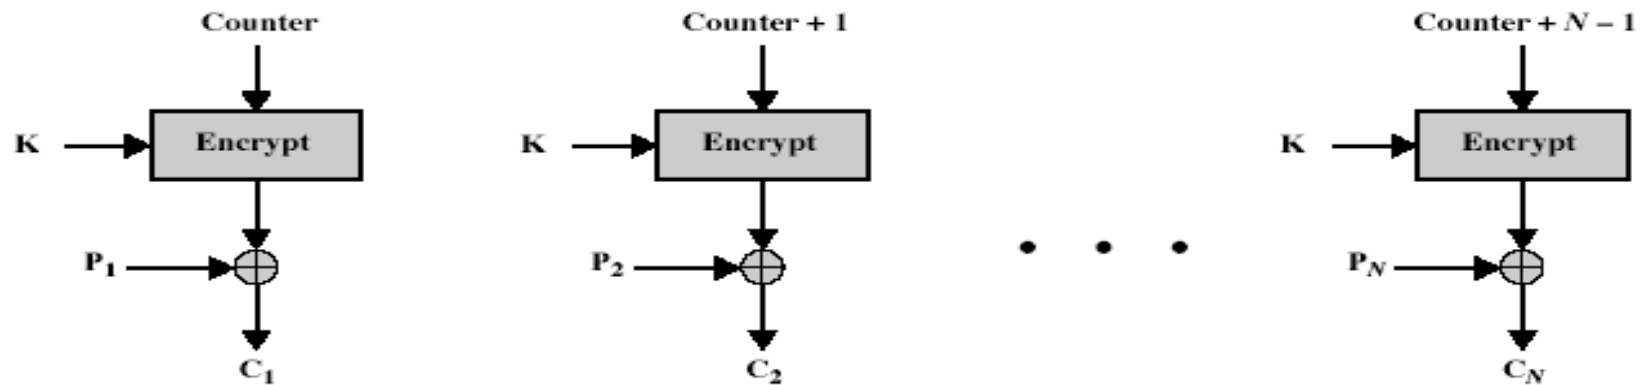 Counter Counter + 1 Counter + N – 1
K Encrypt K Encrypt K Encrypt
P1 P2 PN
C1 C2 CN